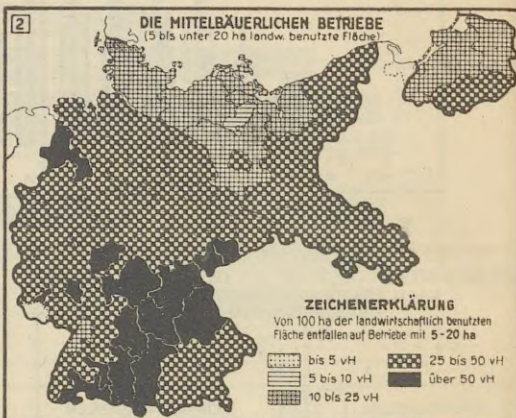 2
DIE MITTELBÄUERLICHEN BETRIEBE
(5 bis unter 20 ha landw. benutzte Fläche)
ZEICHENERKLÄRUNG
Von 100 ha der landwirtschaftlich benutzten
Fläche entfallen auf Betriebe mit 5-20 ha
bis 5 vH
5 bis 10 vH
10 bis 25 vH
25 bis 50 vH
über 50 vH